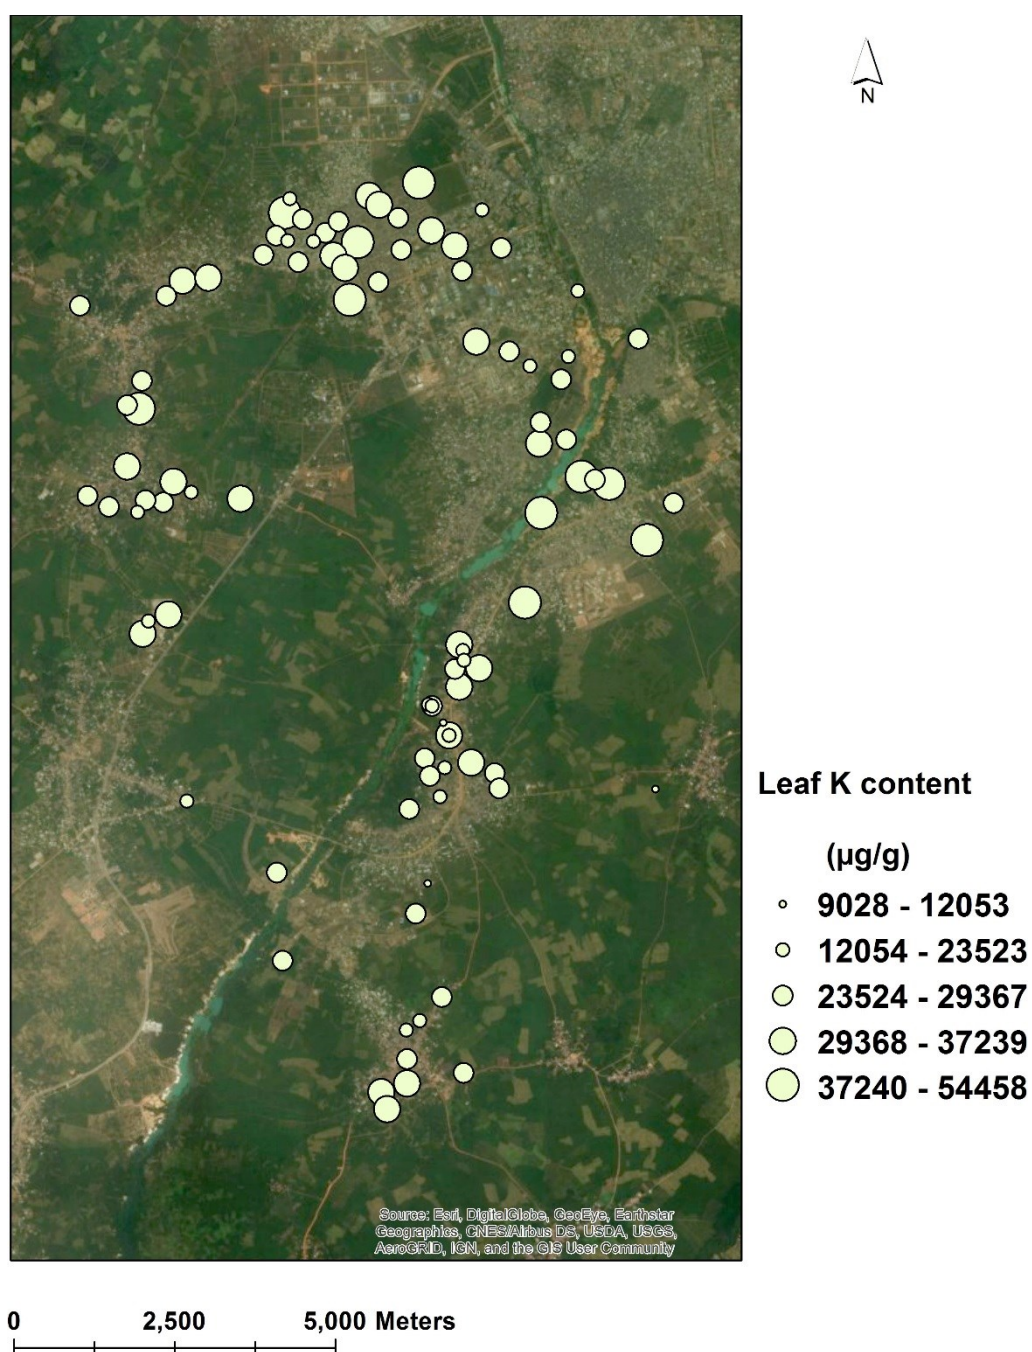 N
Leaf K content
(µg/g)
9028 - 12053
12054 - 23523
23524 - 29367
29368 - 37239
37240 - 54458
Source: Esri, DigitalGlobe, GeoEye, Earthstar
Geographics, CNES/Airbus DS, USDA, USGS,
AeroGRID, IGN, and the GIS User Community
0 2,500 5,000 Meters